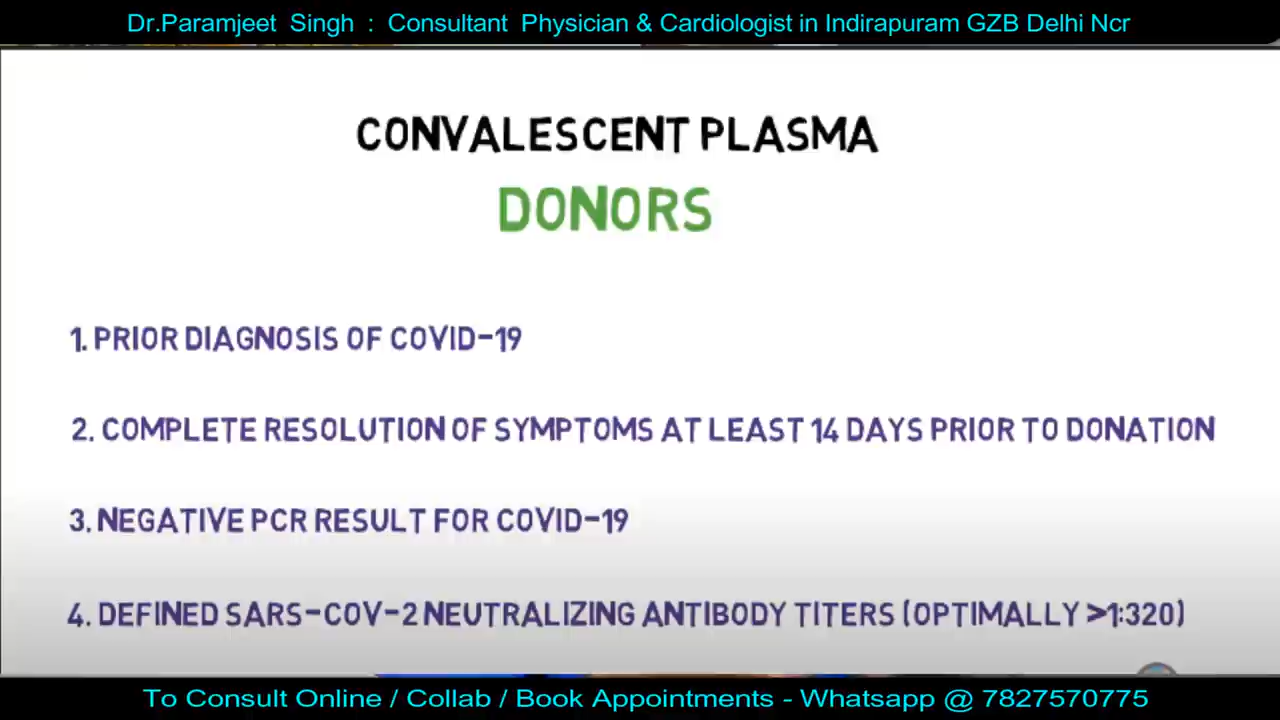 Dr.Paramjeet Singh : Consultant Physician & Cardiologist in Indirapuram GZB Delhi Ncr
CONVALESCENT PLASMA
DONORS
1. PRIOR DIAGNOSIS OF COVID-19
2. COMPLETE RESOLUTION OF SYMPTOMS AT LEAST 14 DAYS PRIOR TO DONATION
3. NEGATIVE PCR RESULT FOR COVID-19
4. DEFINED SARS-COV-2 NEUTRALIZING ANTIBODY TITERS (OPTIMALLY >1:320)
To Consult Online / Collab / Book Appointments - Whatsapp @ 7827570775